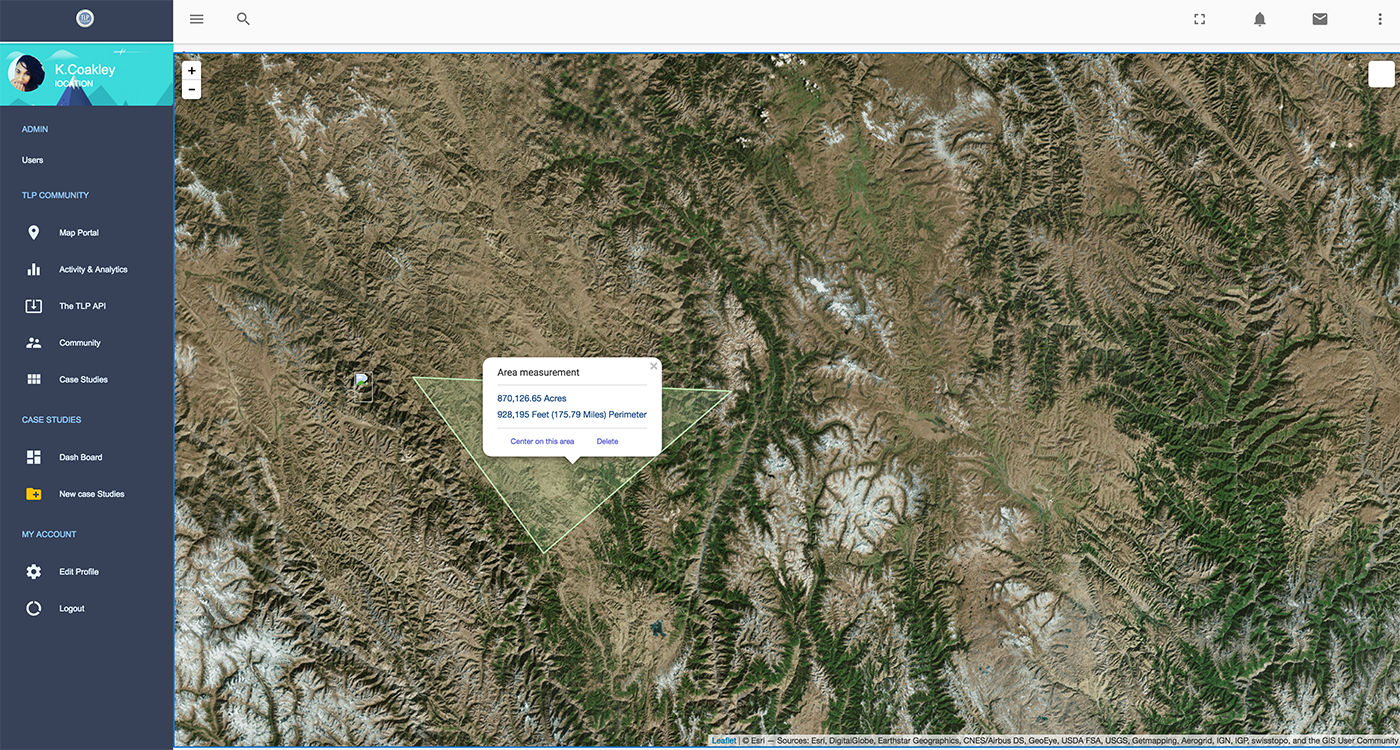 TLP
K.Coakley
lOCATION
ADMIN
Users
TLP COMMUNITY
Map Portal
Activity & Analytics
The TLP API
Community
Case Studies
CASE STUDIES
Dash Board
New case Studies
MY ACCOUNT
Edit Profile
Logout
+
−
Area measurement
×
870,126.65 Acres
928,195 Feet (175.79 Miles) Perimeter
Center on this area
Delete
Leaflet | © Esri — Sources: Esri, DigitalGlobe, Earthstar Geographics, CNES/Airbus DS, GeoEye, USDA FSA, USGS, Getmapping, Aerogrid, IGN, IGP, swisstopo, and the GIS User Community